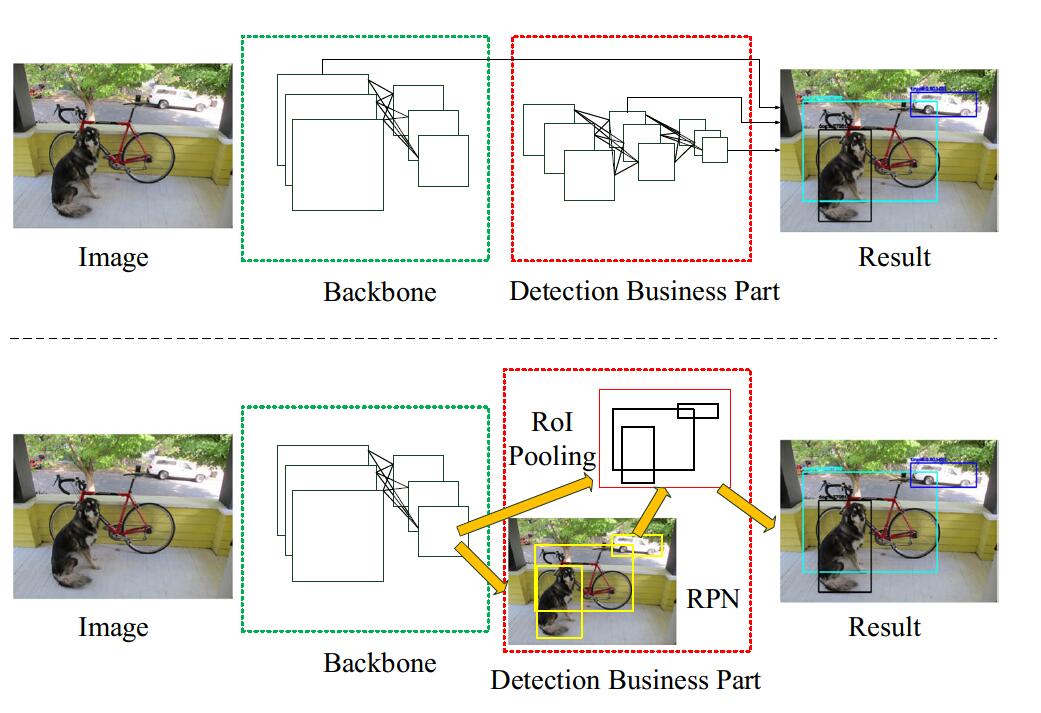 Image
Backbone
Detection Business Part
Result
RoI
Pooling
RPN
Image
Backbone
Detection Business Part
Result